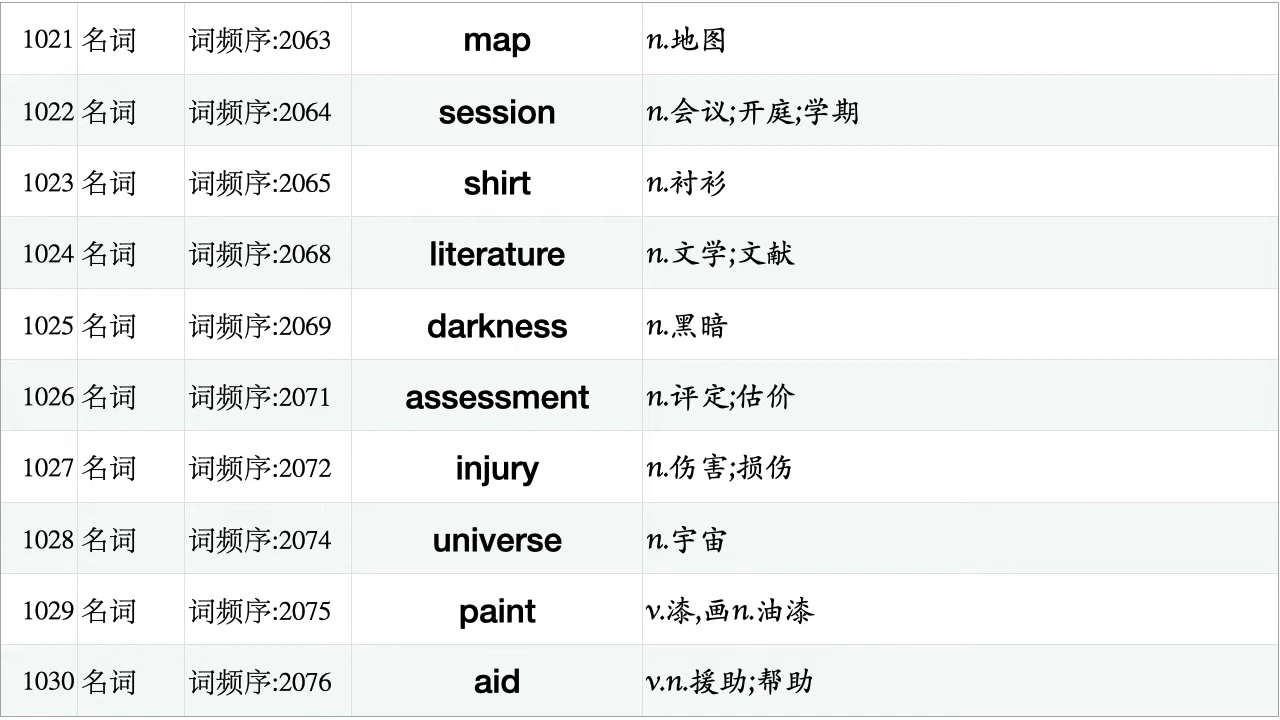 1021 名词 词频序:2063 map n.地图
1022 名词 词频序:2064 session n.会议;开庭;学期
1023 名词 词频序:2065 shirt n.衬衫
1024 名词 词频序:2068 literature n.文学;文献
1025 名词 词频序:2069 darkness n.黑暗
1026 名词 词频序:2071 assessment n.评定;估价
1027 名词 词频序:2072 injury n.伤害;损伤
1028 名词 词频序:2074 universe n.宇宙
1029 名词 词频序:2075 paint v.漆,画n.油漆
1030 名词 词频序:2076 aid v.n.援助;帮助